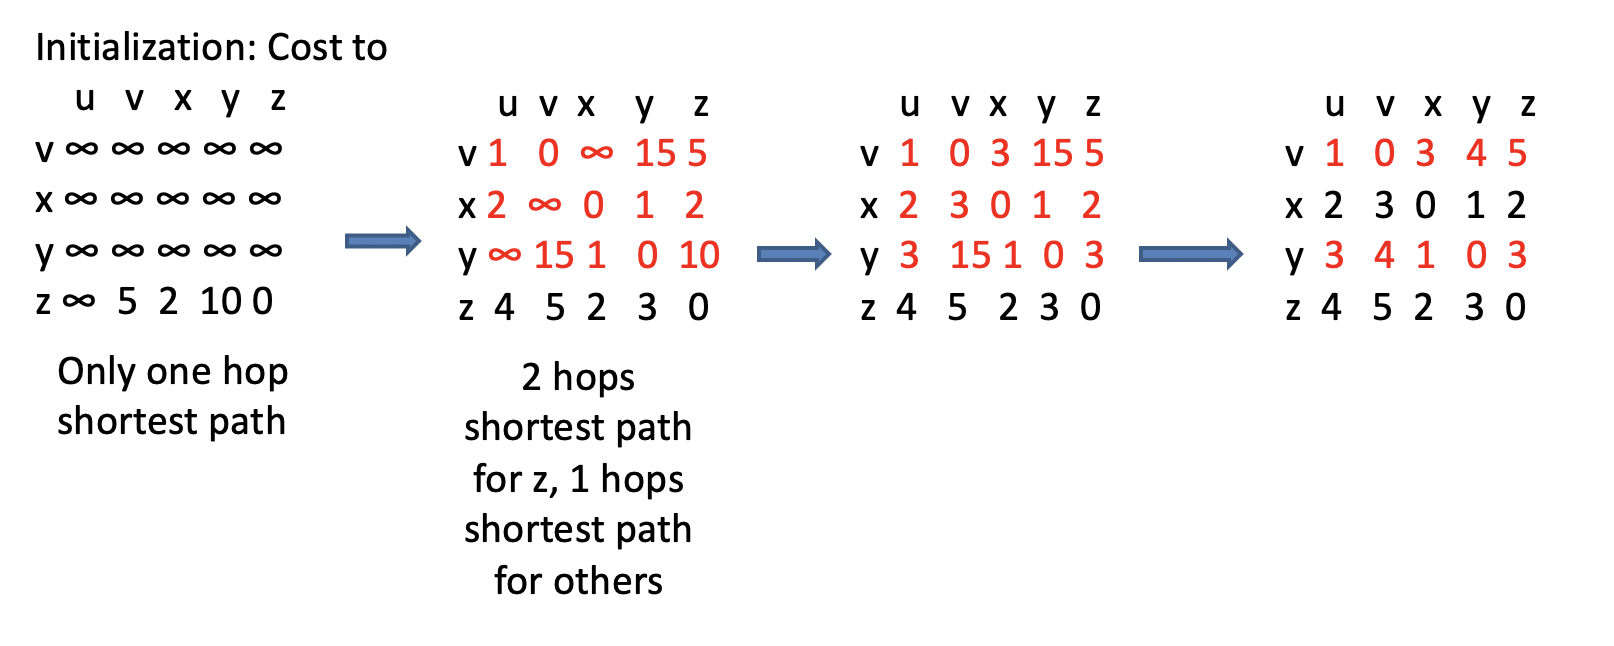 Initialization: Cost to
u v x y z
v ∞ ∞ ∞ ∞ ∞
x ∞ ∞ ∞ ∞ ∞
y ∞ ∞ ∞ ∞ ∞
z ∞ 5 2 10 0
Only one hop
shortest path
u v x y z
v 1 0 ∞ 15 5
x 2 ∞ 0 1 2
y ∞ 15 1 0 10
z 4 5 2 3 0
2 hops
shortest path
for z, 1 hops
shortest path
for others
u v x y z
v 1 0 3 15 5
x 2 3 0 1 2
y 3 15 1 0 3
z 4 5 2 3 0
u v x y z
v 1 0 3 4 5
x 2 3 0 1 2
y 3 4 1 0 3
z 4 5 2 3 0